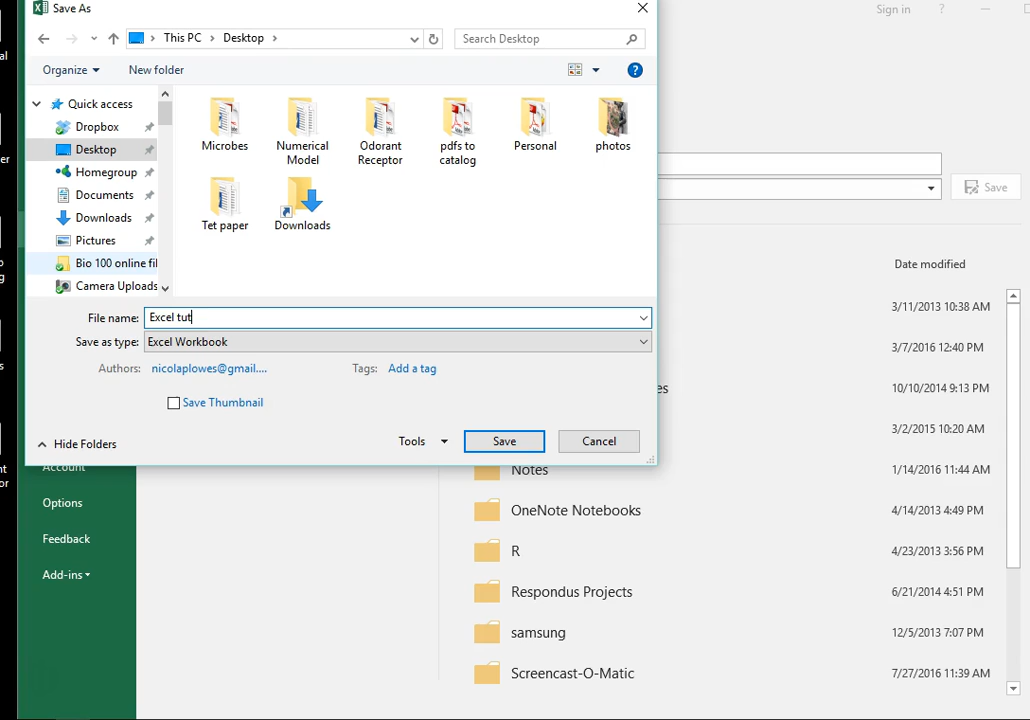 Save As
Sign in ?
This PC > Desktop >
Search Desktop
Organize
New folder
Quick access
Dropbox
Desktop
Homegroup
Documents
Downloads
Pictures
Bio 100 online fil
Camera Uploads
Microbes
Numerical Model
Odorant Receptor
pdfs to catalog
Personal
photos
Tet paper
Downloads
File name: Excel tut
Save as type: Excel Workbook
Authors: nicolaplowes@gmail....
Tags: Add a tag
Save Thumbnail
Hide Folders
Tools
Save
Cancel
Save
Date modified
3/11/2013 10:38 AM
3/7/2016 12:40 PM
es 10/10/2014 9:13 PM
3/2/2015 10:20 AM
Notes 1/14/2016 11:44 AM
OneNote Notebooks 4/14/2013 4:49 PM
R 4/23/2013 3:56 PM
Respondus Projects 6/21/2014 4:51 PM
samsung 12/5/2013 7:07 PM
Screencast-O-Matic 7/27/2016 11:39 AM
Account
Options
Feedback
Add-ins